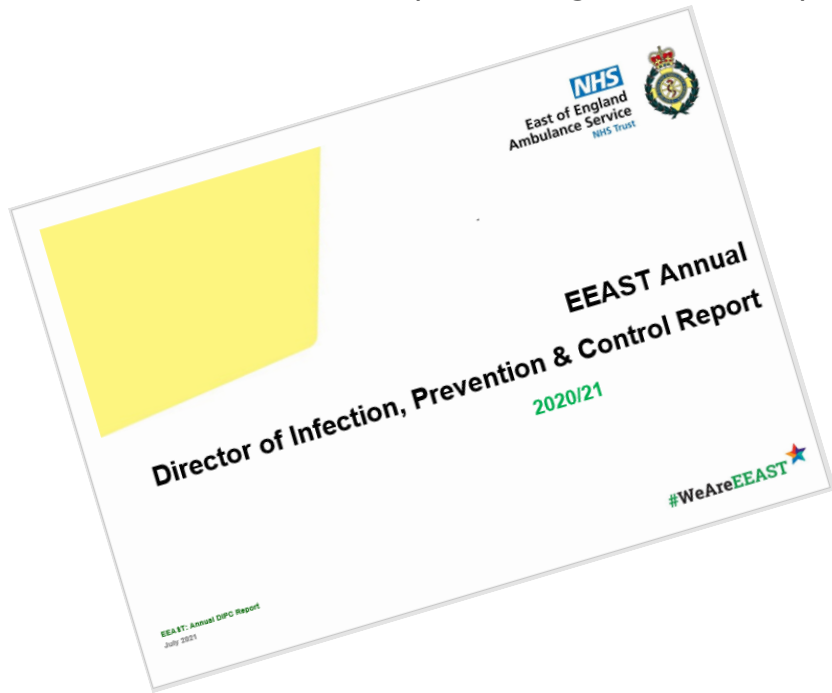 NHS
East of England
Ambulance Service
NHS Trust
EEAST Annual
Director of Infection, Prevention & Control Report
2020/21
#WeAreEEAST
EEAST: Annual DIPC Report
July 2021